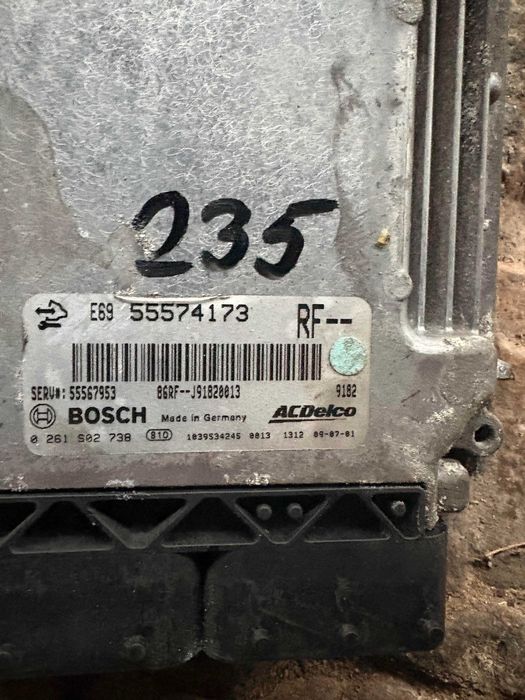 235
E69 55574173 RF--
SERV#: 55567953 86RF--J91820013 9182
BOSCH Made in Germany ACDelco
0 261 S02 738 810 1039S34245 0013 1312 09-07-01